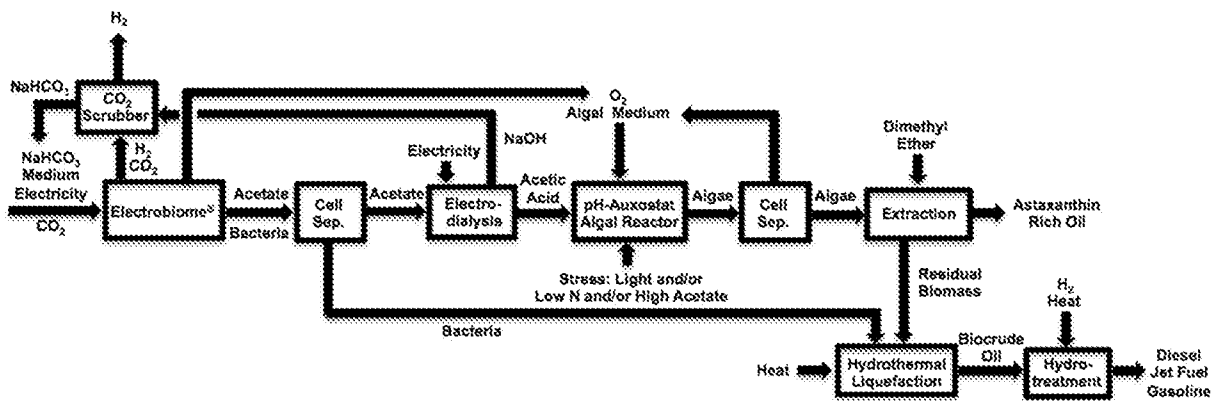 H2
NaHCO3
CO2
Scrubber
NaHCO3
Medium
Electricity
CO2
H2
CO2
Electrobiome®
Acetate
Bacteria
Cell
Sep.
Acetate
Electricity
Electro-
dialysis
NaOH
Acetic
Acid
O2
Algal Medium
pH-Auxostat
Algal Reactor
Stress: Light and/or
Low N and/or High Acetate
Algae
Cell
Sep.
Algae
Dimethyl
Ether
Extraction
Astaxanthin
Rich Oil
Residual
Biomass
Bacteria
Heat
Hydrothermal
Liquefaction
Biocrude
Oil
H2
Heat
Hydro-
treatment
Diesel
Jet Fuel
Gasoline